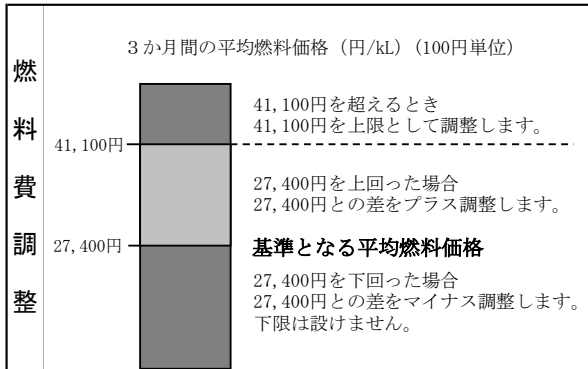 燃料費調整
3か月間の平均燃料価格（円/kL）(100円単位)
41,100円を超えるとき
41,100円を上限として調整します。
41,100円
27,400円を上回った場合
27,400円との差をプラス調整します。
27,400円
基準となる平均燃料価格
27,400円を下回った場合
27,400円との差をマイナス調整します。
下限は設けません。